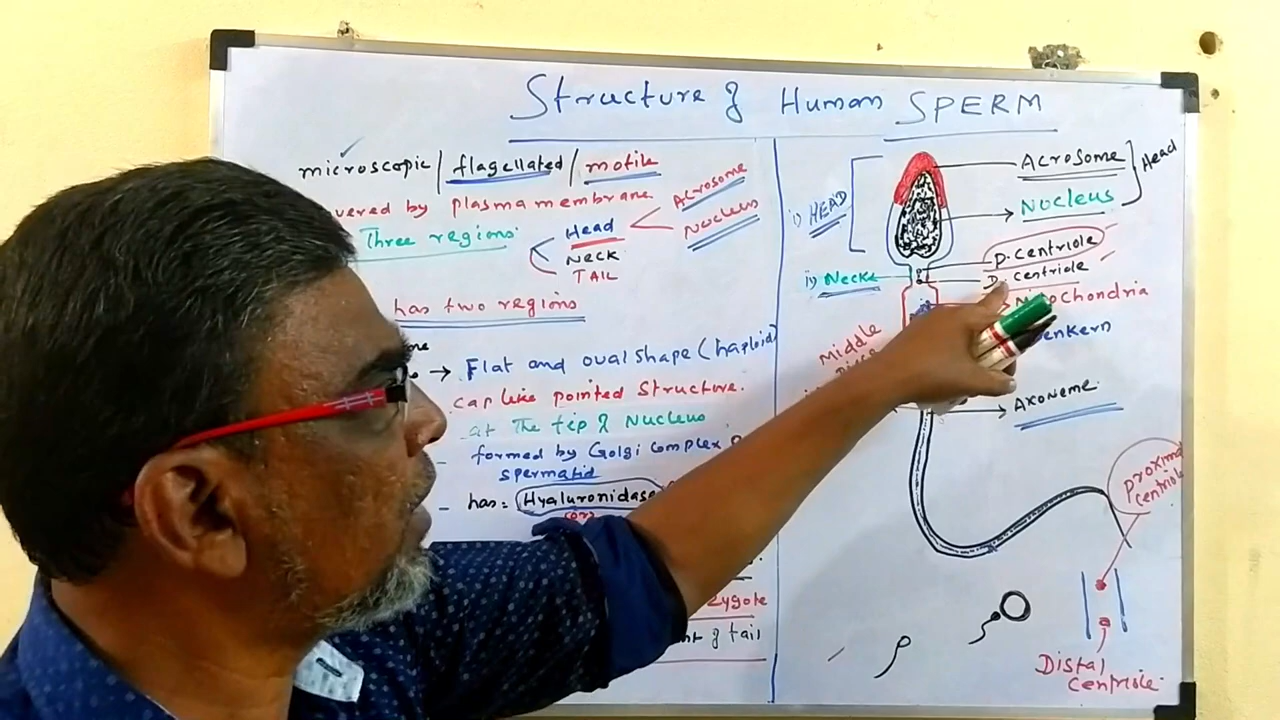 Structure of Human SPERM
microscopic / flagellated / motile
by plasma membrane.
Three regions:
Head
NECK
TAIL
Acrosome
Nucleus
has two regions
→ Flat and oval shape (haploid)
cap like pointed structure.
at the tip of Nucleus
- formed by Golgi complex
spermatid
- has: Hyaluronidase
(or)
Zygote
of tail
i) HEAD
Acrosome
Nucleus
Head
P. Centriole
D. Centriole
ii) Neck
Mitochondria
Middle
Axoneme
centriole
Distal
centriole